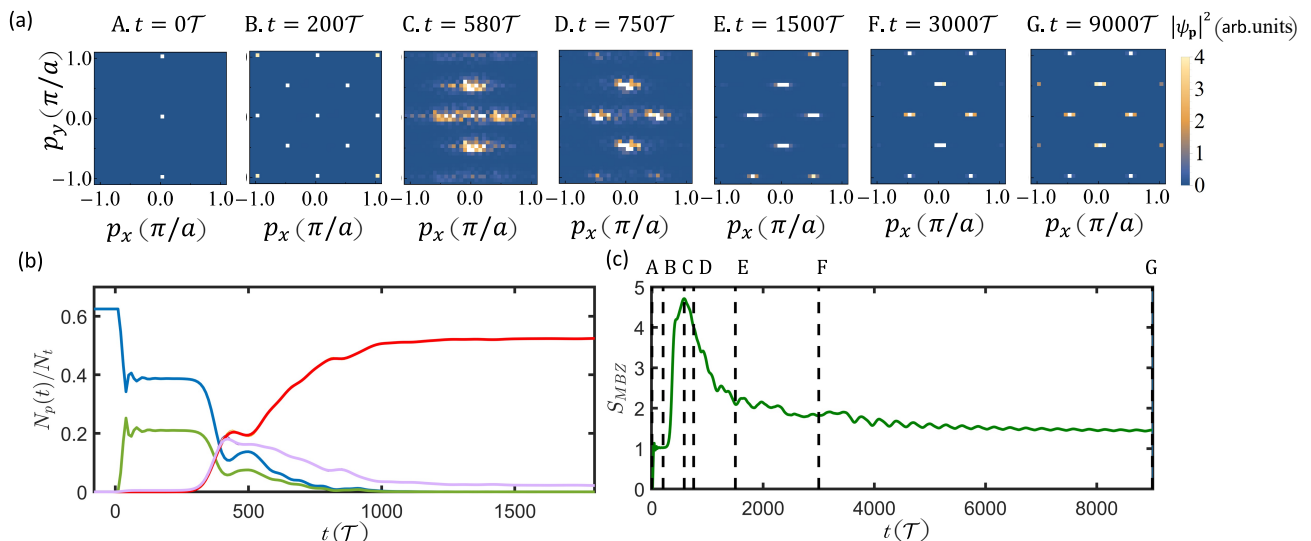 (a)
A. t = 0𝒯 B. t = 200𝒯 C. t = 580𝒯 D. t = 750𝒯 E. t = 1500𝒯 F. t = 3000𝒯 G. t = 9000𝒯 |ψ_p|² (arb.units)
p_y (π/a)
1.0
0.0
−1.0
−1.0 0.0 1.0 −1.0 0.0 1.0 −1.0 0.0 1.0 −1.0 0.0 1.0 −1.0 0.0 1.0 −1.0 0.0 1.0 −1.0 0.0 1.0
p_x (π/a) p_x (π/a) p_x (π/a) p_x (π/a) p_x (π/a) p_x (π/a) p_x (π/a)
4
3
2
1
0
(b)
N_p(t)/N_t
0.6
0.4
0.2
0
0 500 1000 1500
t(𝒯)
(c)
A B C D E F G
S_MBZ
5
4
3
2
1
0
0 2000 4000 6000 8000
t(𝒯)